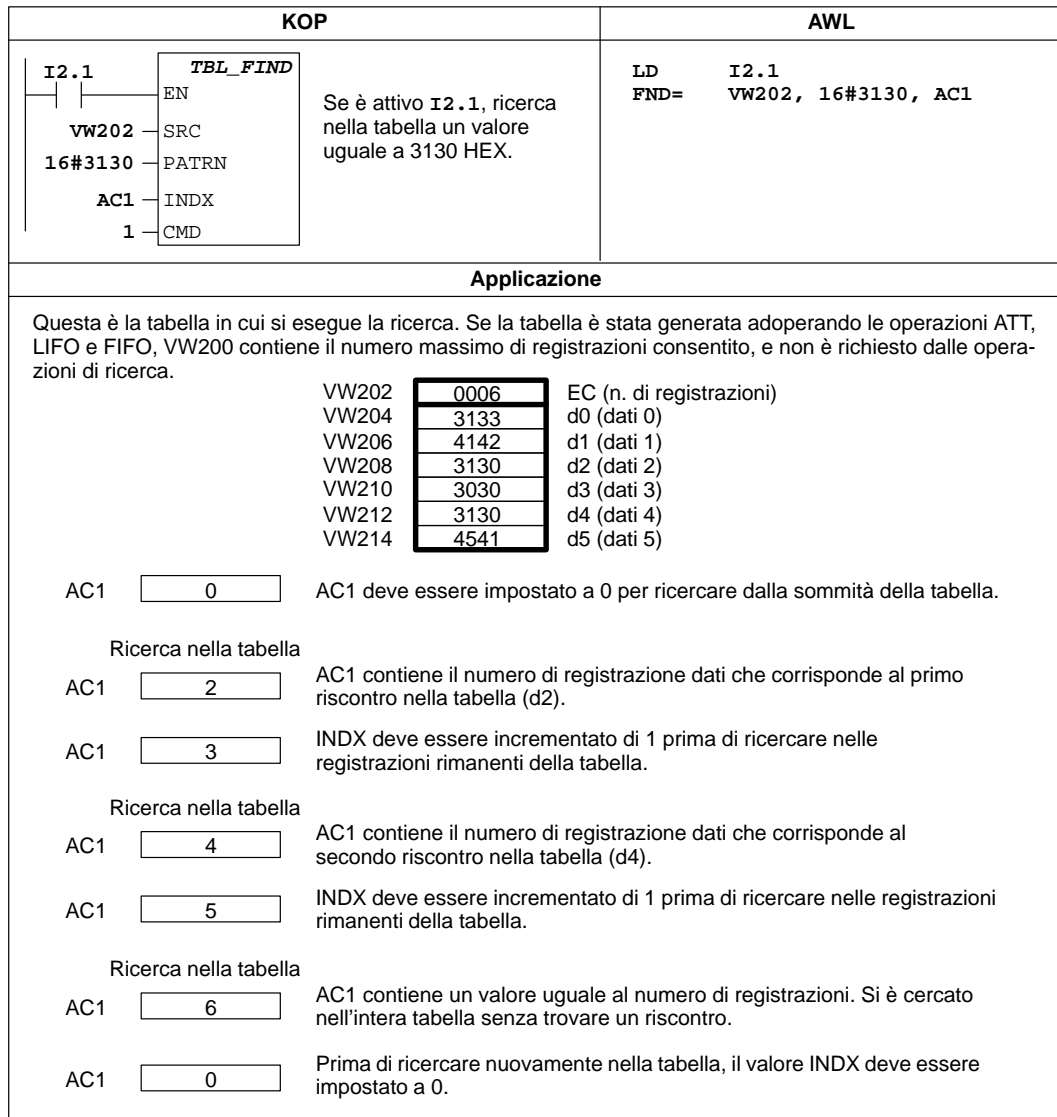 KOP
AWL
I2.1
TBL_FIND
EN
VW202
SRC
16#3130
PATRN
AC1
INDX
1
CMD
Se è attivo I2.1, ricerca
nella tabella un valore
uguale a 3130 HEX.
LD I2.1
FND= VW202, 16#3130, AC1
Applicazione
Questa è la tabella in cui si esegue la ricerca. Se la tabella è stata generata adoperando le operazioni ATT,
LIFO e FIFO, VW200 contiene il numero massimo di registrazioni consentito, e non è richiesto dalle opera-
zioni di ricerca.
VW202 0006 EC (n. di registrazioni)
VW204 3133 d0 (dati 0)
VW206 4142 d1 (dati 1)
VW208 3130 d2 (dati 2)
VW210 3030 d3 (dati 3)
VW212 3130 d4 (dati 4)
VW214 4541 d5 (dati 5)
AC1 0 AC1 deve essere impostato a 0 per ricercare dalla sommità della tabella.
Ricerca nella tabella
AC1 2 AC1 contiene il numero di registrazione dati che corrisponde al primo
riscontro nella tabella (d2).
AC1 3 INDX deve essere incrementato di 1 prima di ricercare nelle
registrazioni rimanenti della tabella.
Ricerca nella tabella
AC1 4 AC1 contiene il numero di registrazione dati che corrisponde al
secondo riscontro nella tabella (d4).
AC1 5 INDX deve essere incrementato di 1 prima di ricercare nelle registrazioni
rimanenti della tabella.
Ricerca nella tabella
AC1 6 AC1 contiene un valore uguale al numero di registrazioni. Si è cercato
nell'intera tabella senza trovare un riscontro.
AC1 0 Prima di ricercare nuovamente nella tabella, il valore INDX deve essere
impostato a 0.